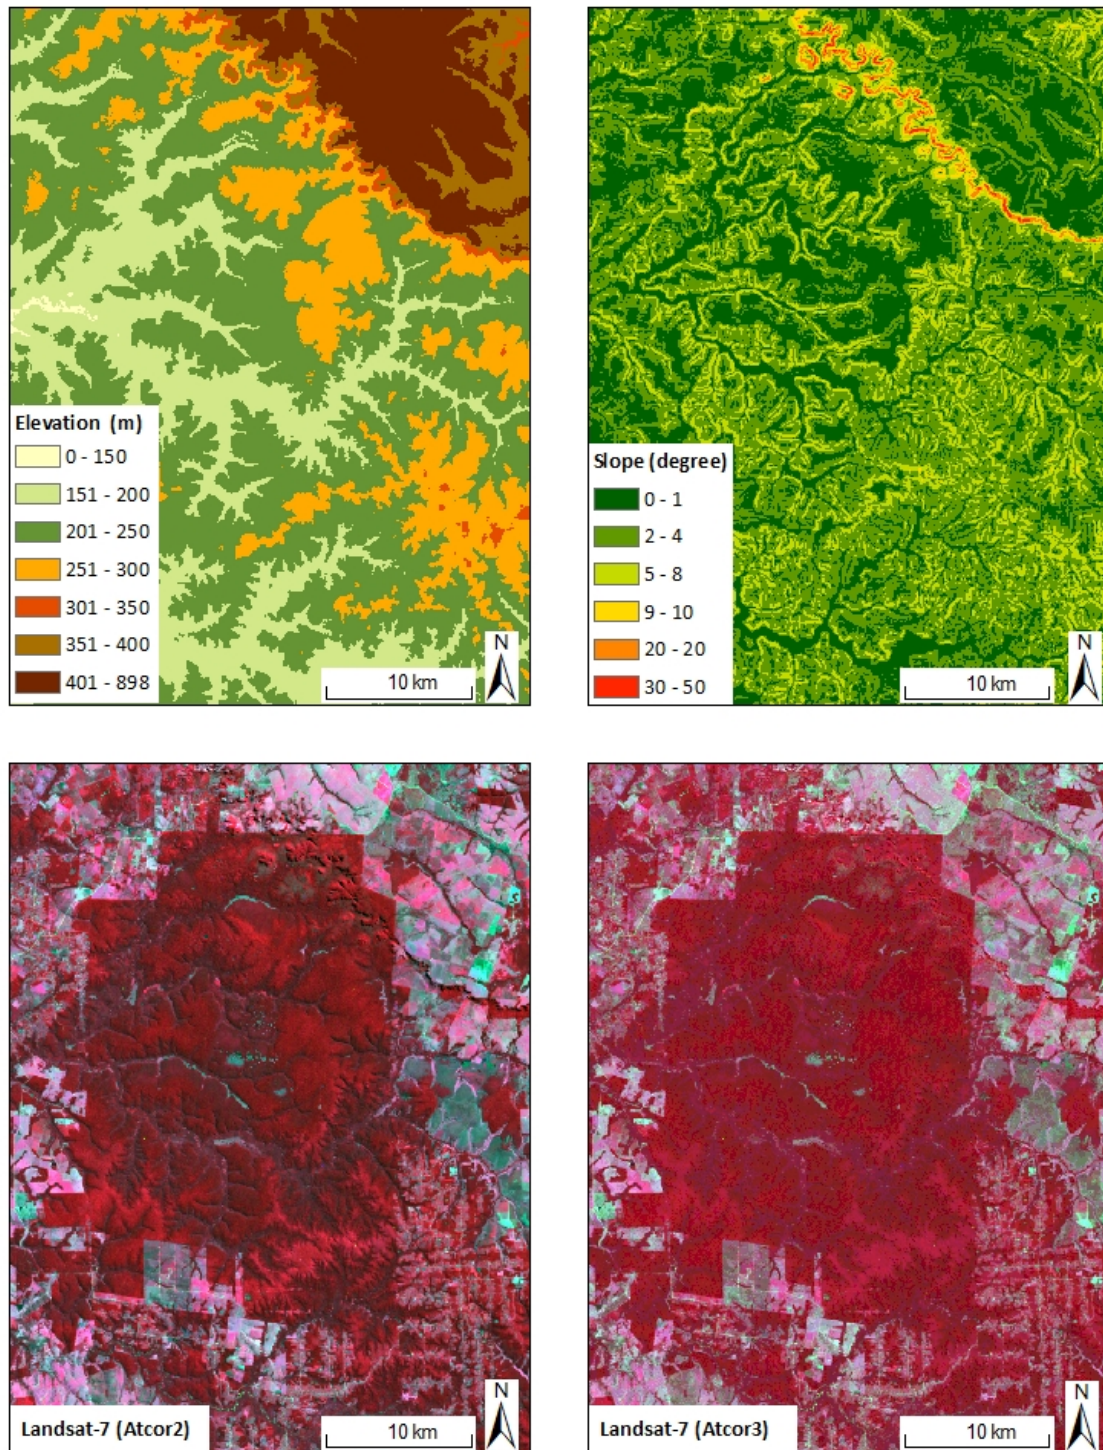 Elevation (m)
0 - 150
151 - 200
201 - 250
251 - 300
301 - 350
351 - 400
401 - 898
N
10 km
Slope (degree)
0 - 1
2 - 4
5 - 8
9 - 10
20 - 20
30 - 50
N
10 km
Landsat-7 (Atcor2)
N
10 km
Landsat-7 (Atcor3)
N
10 km